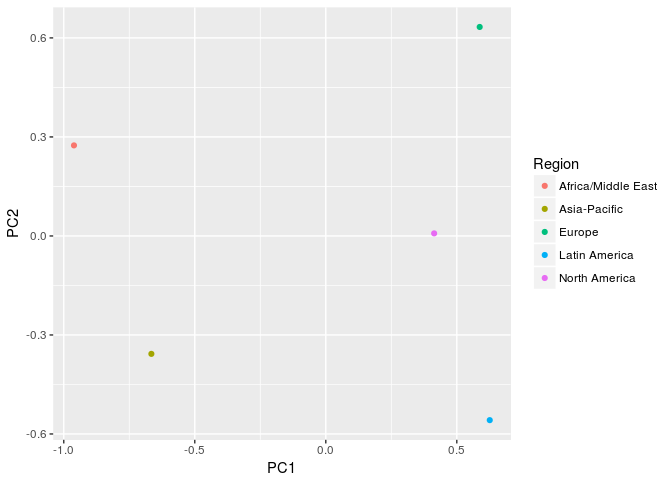 0.6
0.3
0.0
-0.3
-0.6
PC2
-1.0 -0.5 0.0 0.5
PC1
Region
Africa/Middle East
Asia-Pacific
Europe
Latin America
North America